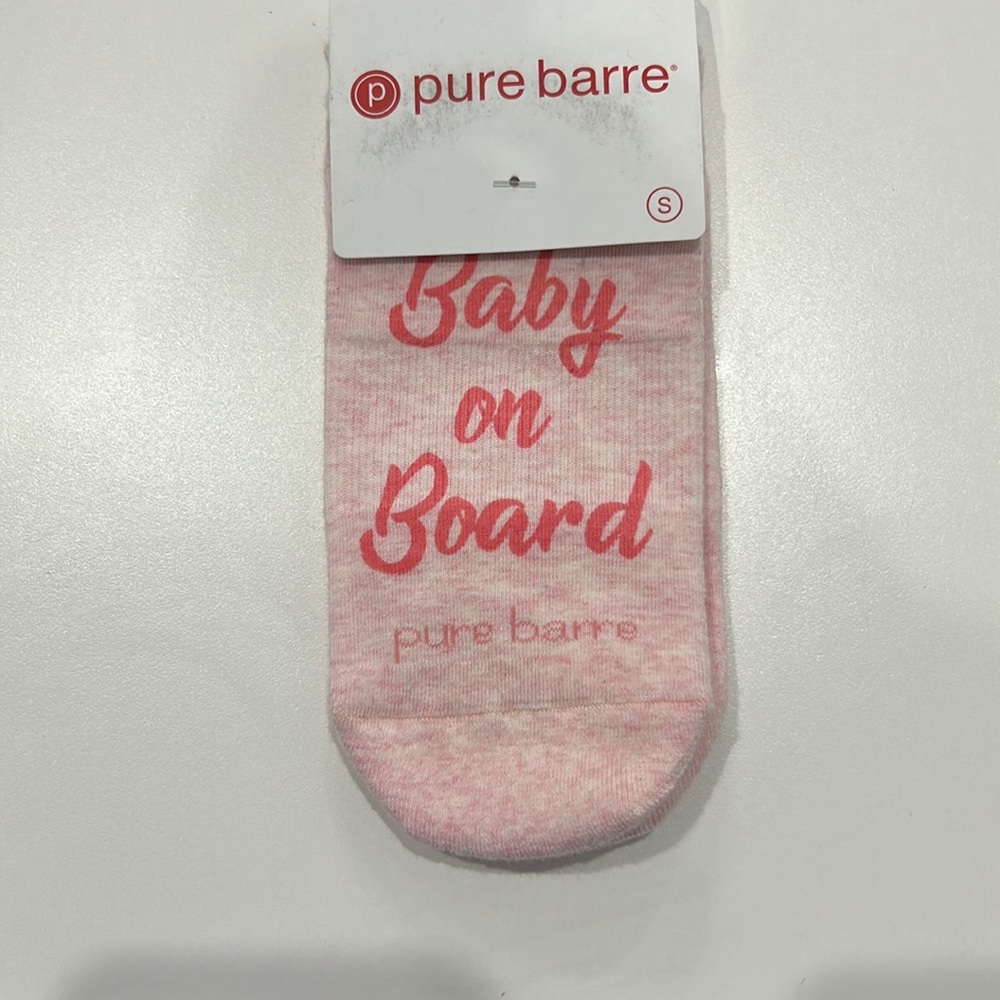 p pure barre®
S
Baby
on
Board
pure barre